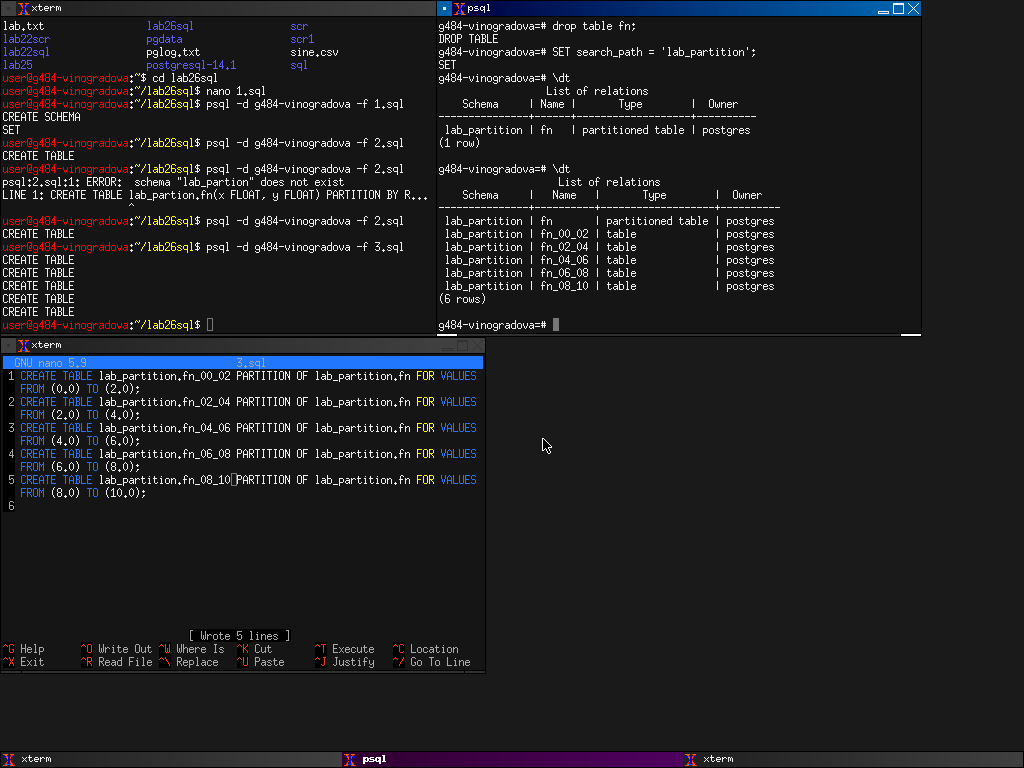 xterm
lab.txt lab26sql scr
lab22scr pgdata scr1
lab22sql pglog.txt sine.csv
lab25 postgresql-14.1 sql
user@g484-vinogradova:~$ cd lab26sql
user@g484-vinogradova:~/lab26sql$ nano 1.sql
user@g484-vinogradova:~/lab26sql$ psql -d g484-vinogradova -f 1.sql
CREATE SCHEMA
SET
user@g484-vinogradova:~/lab26sql$ psql -d g484-vinogradova -f 2.sql
CREATE TABLE
user@g484-vinogradova:~/lab26sql$ psql -d g484-vinogradova -f 2.sql
psql:2.sql:1: ERROR:  schema "lab_partion" does not exist
LINE 1: CREATE TABLE lab_partion.fn(x FLOAT, y FLOAT) PARTITION BY R...
^
user@g484-vinogradova:~/lab26sql$ psql -d g484-vinogradova -f 2.sql
CREATE TABLE
user@g484-vinogradova:~/lab26sql$ psql -d g484-vinogradova -f 3.sql
CREATE TABLE
CREATE TABLE
CREATE TABLE
CREATE TABLE
CREATE TABLE
user@g484-vinogradova:~/lab26sql$
psql
g484-vinogradova=# drop table fn;
DROP TABLE
g484-vinogradova=# SET search_path = 'lab_partition';
SET
g484-vinogradova=# \dt
List of relations
Schema | Name | Type | Owner
---------------+------+-------------------+----------
lab_partition | fn | partitioned table | postgres
(1 row)
g484-vinogradova=# \dt
List of relations
Schema | Name | Type | Owner
---------------+----------+-------------------+----------
lab_partition | fn | partitioned table | postgres
lab_partition | fn_00_02 | table | postgres
lab_partition | fn_02_04 | table | postgres
lab_partition | fn_04_06 | table | postgres
lab_partition | fn_06_08 | table | postgres
lab_partition | fn_08_10 | table | postgres
(6 rows)
g484-vinogradova=#
xterm
GNU nano 5.9 3.sql
1 CREATE TABLE lab_partition.fn_00_02 PARTITION OF lab_partition.fn FOR VALUES
FROM (0.0) TO (2.0);
2 CREATE TABLE lab_partition.fn_02_04 PARTITION OF lab_partition.fn FOR VALUES
FROM (2.0) TO (4.0);
3 CREATE TABLE lab_partition.fn_04_06 PARTITION OF lab_partition.fn FOR VALUES
FROM (4.0) TO (6.0);
4 CREATE TABLE lab_partition.fn_06_08 PARTITION OF lab_partition.fn FOR VALUES
FROM (6.0) TO (8.0);
5 CREATE TABLE lab_partition.fn_08_10 PARTITION OF lab_partition.fn FOR VALUES
FROM (8.0) TO (10.0);
6
[ Wrote 5 lines ]
^G Help ^O Write Out ^W Where Is ^K Cut ^T Execute ^C Location
^X Exit ^R Read File ^\ Replace ^U Paste ^J Justify ^/ Go To Line
xterm psql xterm